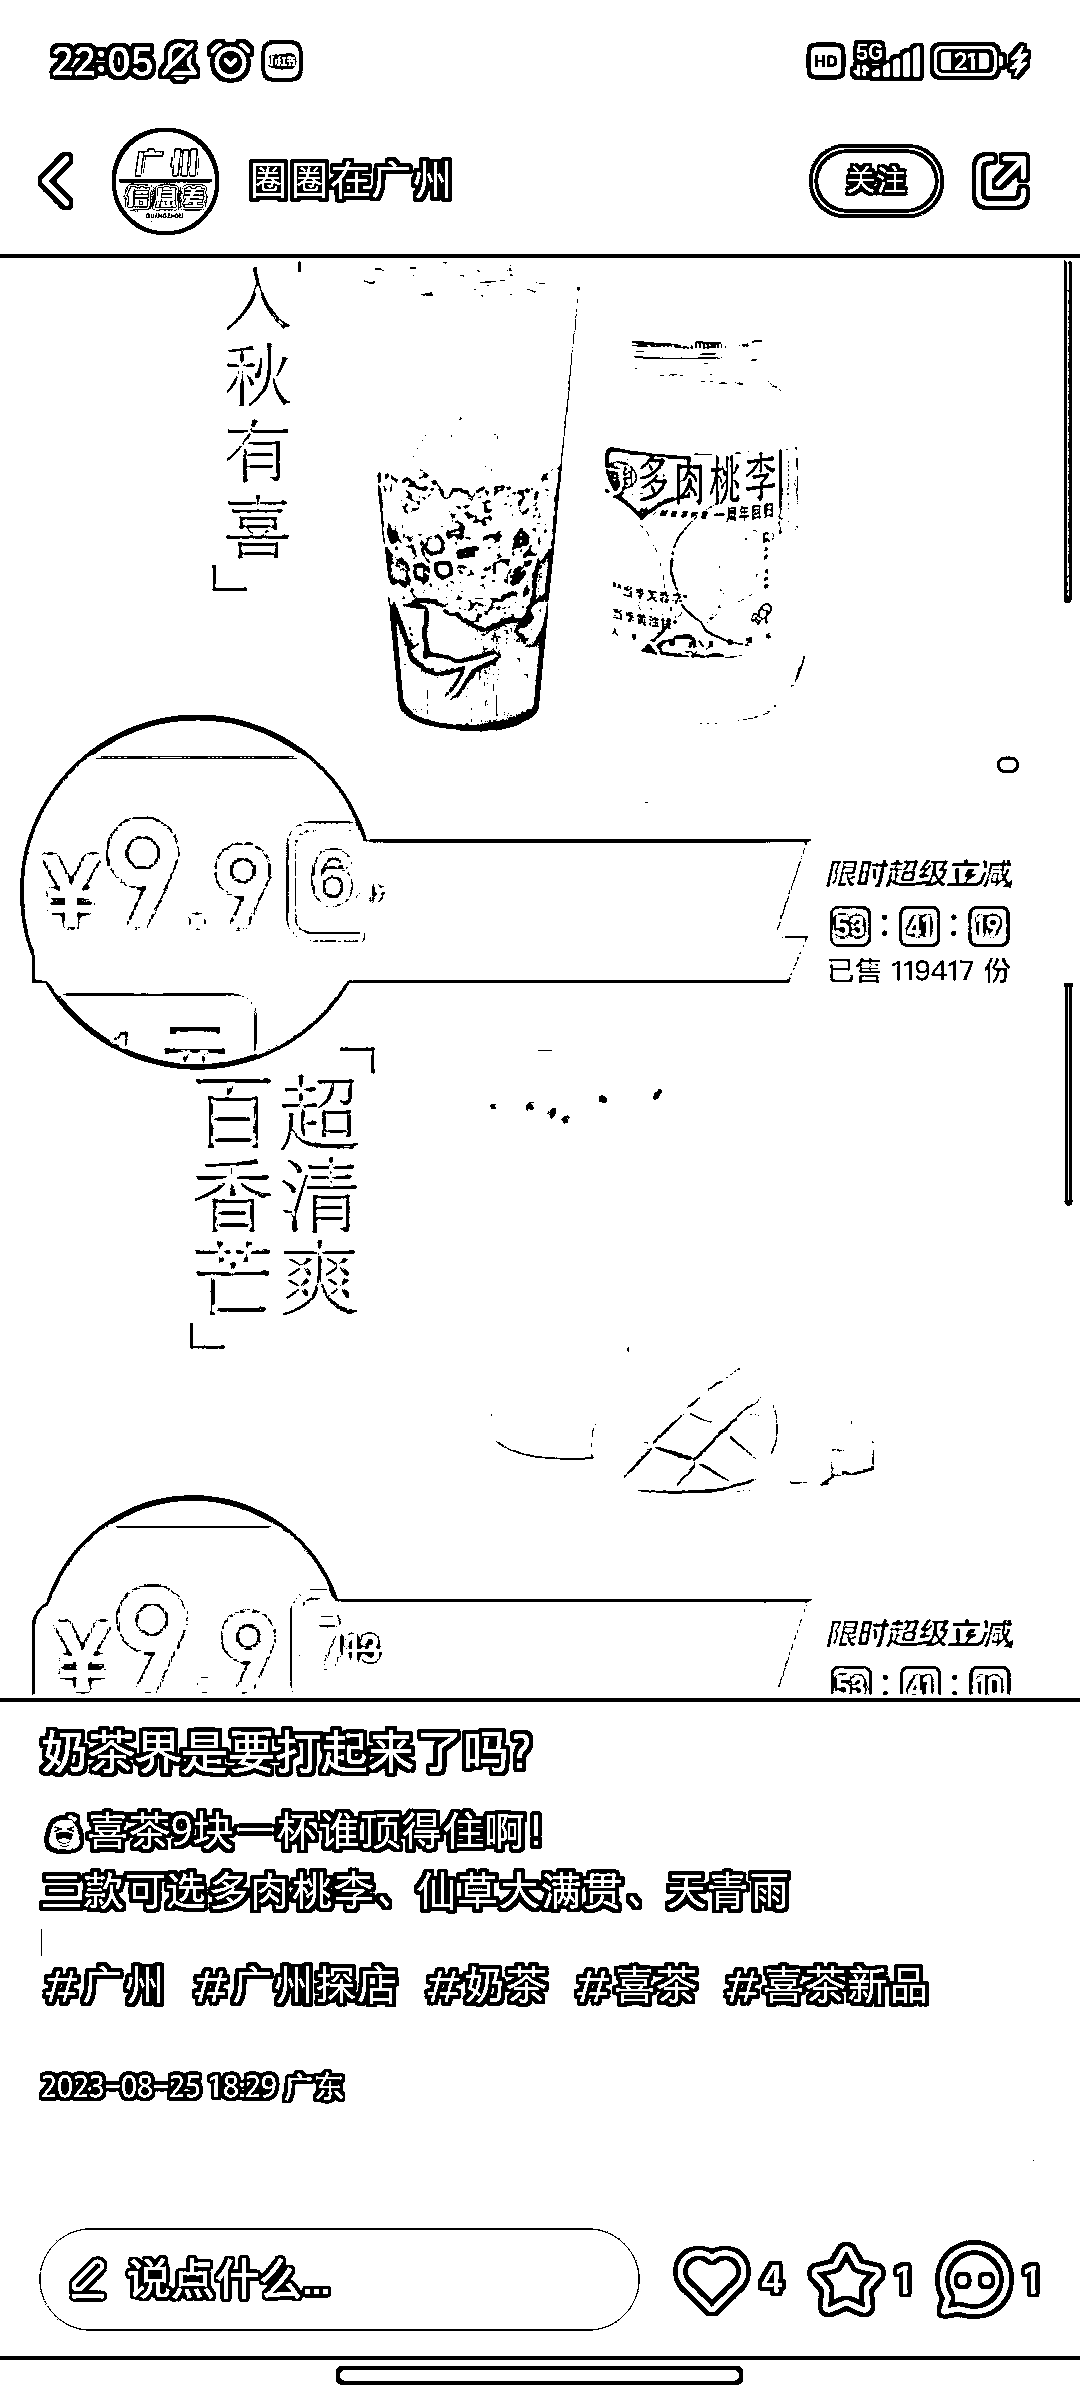 22:05
HD 5G 21
广州
信息差
GUANGZHOU
圈圈在广州
关注
入秋有喜
多肉桃李
一周年回归
¥9.9
限时超级立减
53:41:19
已售 119417 份
超清爽
百香芒
¥9.9
限时超级立减
53:41:10
奶茶界是要打起来了吗?
喜茶9块一杯谁顶得住啊!
三款可选多肉桃李、仙草大满贯、天青雨
#广州 #广州探店 #奶茶 #喜茶 #喜茶新品
2023-08-25 18:29 广东
说点什么...
4
1
1